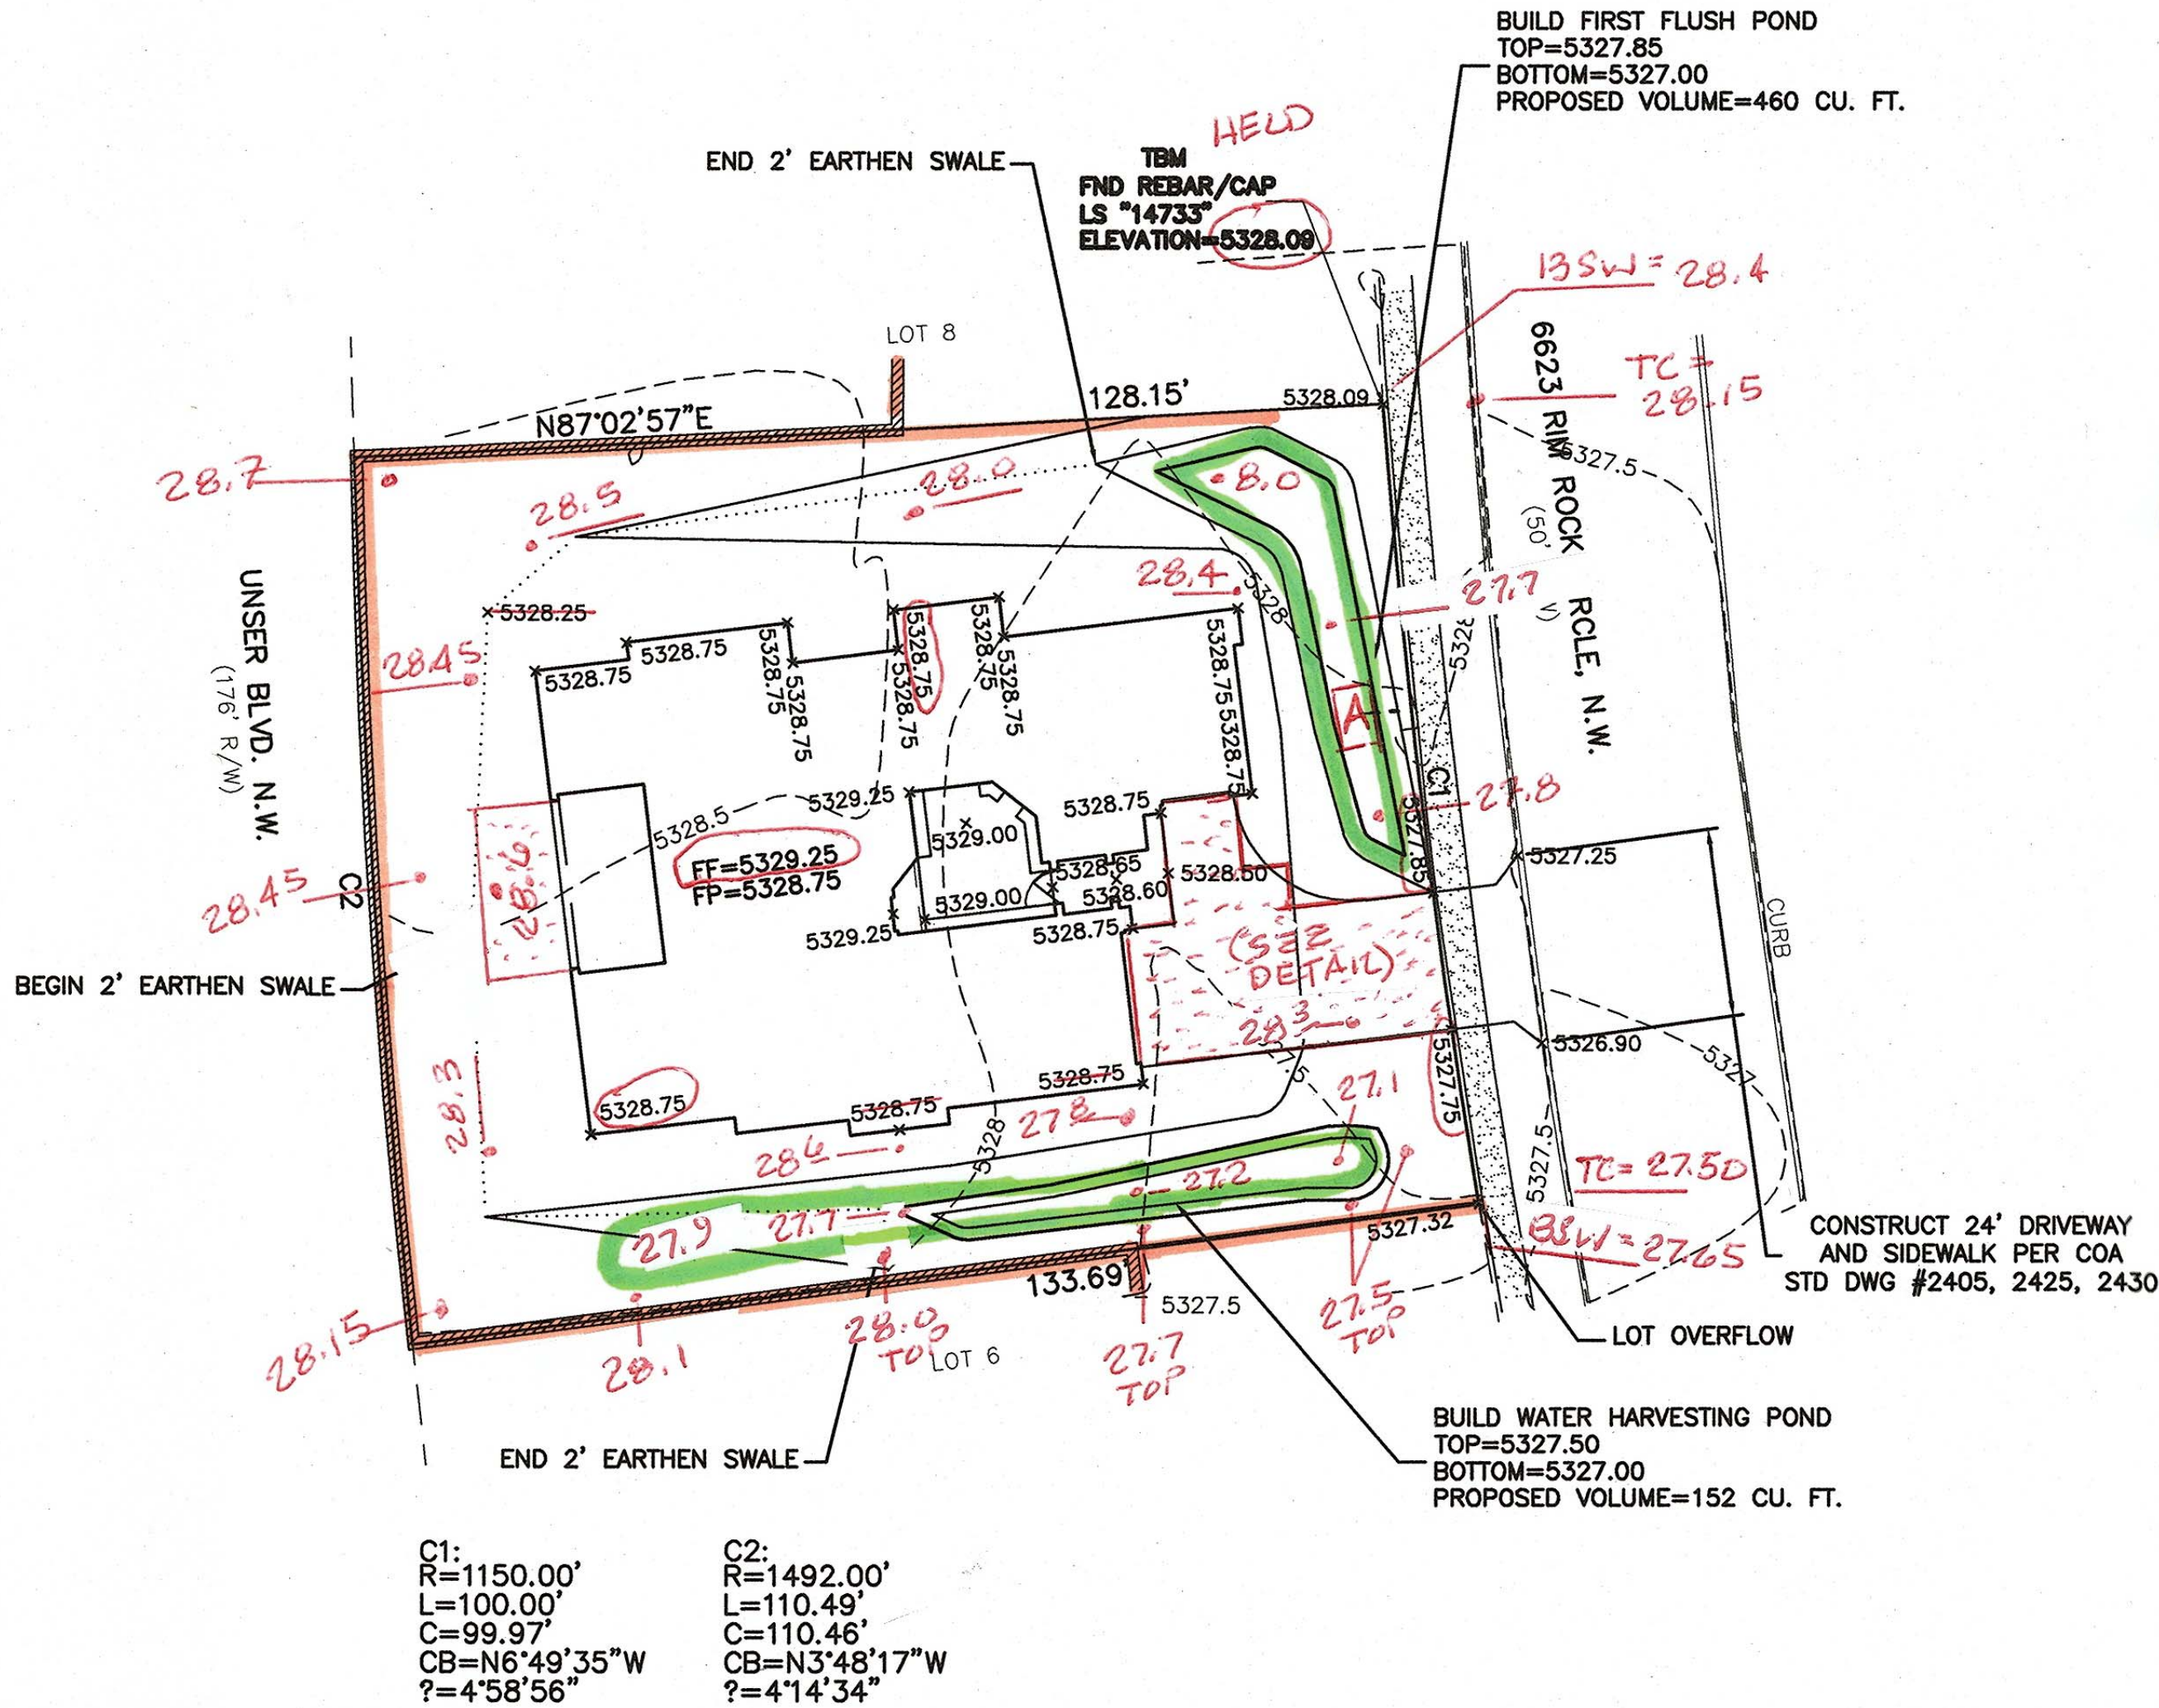 BUILD FIRST FLUSH POND
TOP=5327.85
BOTTOM=5327.00
PROPOSED VOLUME=460 CU. FT.
HELD
END 2' EARTHEN SWALE
TBM
FND REBAR/CAP
LS "14733"
ELEVATION=5328.09
BSW= 28.4
LOT 8
TC =
28.15
128.15'
5328.09
N87°02'57"E
6623 RIM ROCK
RCLE, N.W.
(50'
5327.5
28.7
28.5
28.0
8.0
28.4
5328
27.7
5328
UNSER BLVD. N.W.
(176' R/W)
5328.25
28.45
5328.75
5328.75
5328.75
5328.75
5328.75
5328.75
5328.75
5328.75
5328.75
5328.75
A
C1
27.8
5327.85
5329.25
5328.75
5328.5
5329.00
FF=5329.25
FP=5328.75
28.6
5328.65
5328.50
5328.60
5329.00
5327.25
28.45
C2
5329.25
5328.75
(SEE
DETAIL)
CURB
BEGIN 2' EARTHEN SWALE
28.3
5326.90
5327
28.3
5328.75
5328.75
5328.75
27.8
27.1
5327.75
5328
28.6
27.2
5327.5
TC= 27.50
27.9
27.7
5327.32
BSW= 27.65
CONSTRUCT 24' DRIVEWAY
AND SIDEWALK PER COA
STD DWG #2405, 2425, 2430
133.69'
5327.5
28.15
28.1
28.0
TOP
LOT 6
27.7
TOP
27.5
TOP
LOT OVERFLOW
END 2' EARTHEN SWALE
BUILD WATER HARVESTING POND
TOP=5327.50
BOTTOM=5327.00
PROPOSED VOLUME=152 CU. FT.
C1:
R=1150.00'
L=100.00'
C=99.97'
CB=N6°49'35"W
?=4°58'56"
C2:
R=1492.00'
L=110.49'
C=110.46'
CB=N3°48'17"W
?=4°14'34"